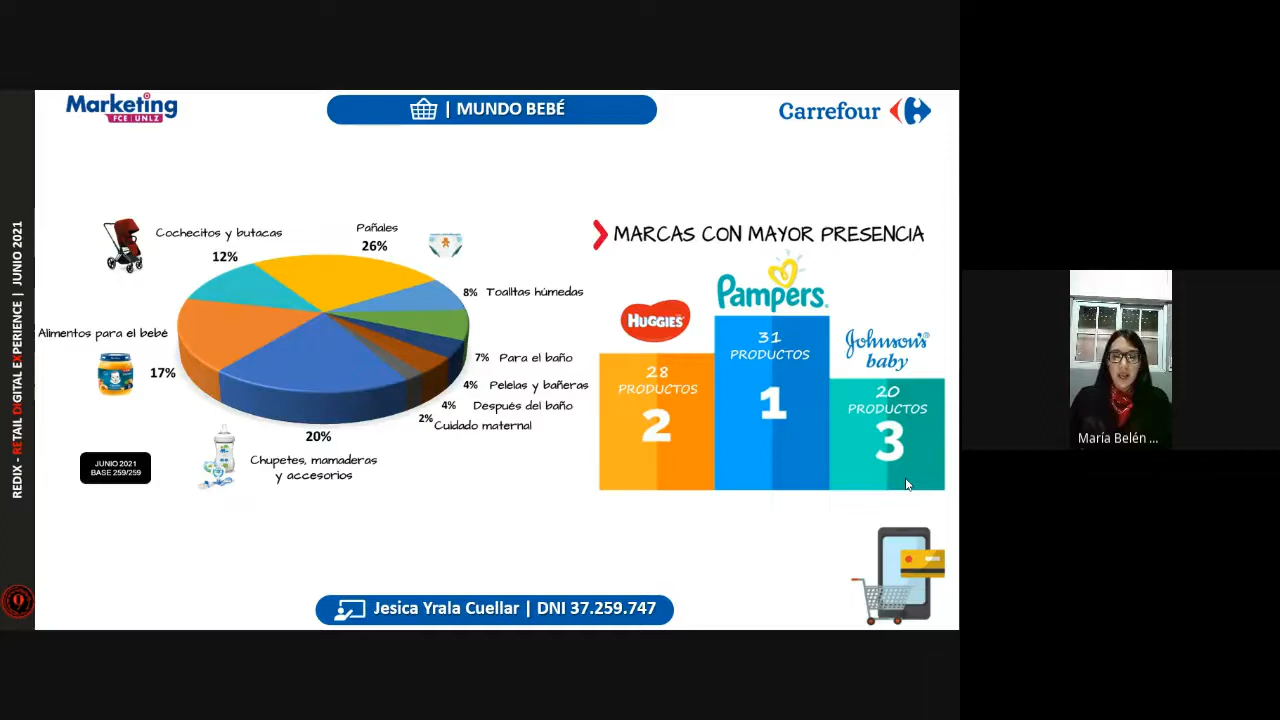 Marketing
FCE | UNLZ
| MUNDO BEBÉ
Carrefour
REDIX - RETAIL DIGITAL EXPERIENCE | JUNIO 2021
Cochecitos y butacas
12%
Pañales
26%
8% Toallitas húmedas
Alimentos para el bebé
17%
7% Para el baño
4% Pelelas y bañeras
4% Después del baño
2% Cuidado maternal
20%
Chupetes, mamaderas
y accesorios
JUNIO 2021
BASE 259/259
MARCAS CON MAYOR PRESENCIA
HUGGIES
Pampers.
Johnson's®
baby
28
PRODUCTOS
2
31
PRODUCTOS
1
20
PRODUCTOS
3
María Belén ...
Jesica Yrala Cuellar | DNI 37.259.747